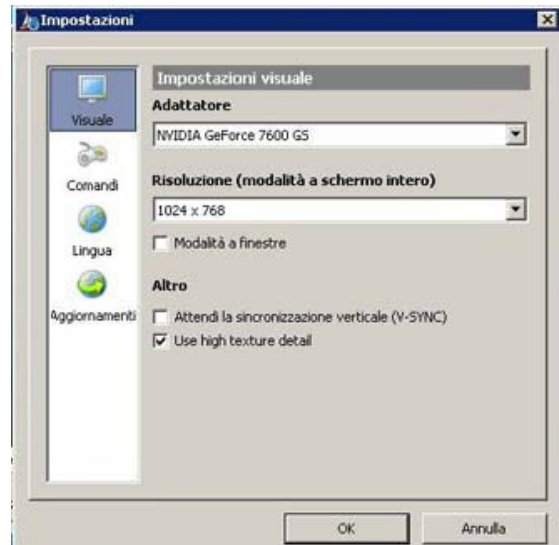 Impostazioni
Visuale
Comandi
Lingua
Aggiornamenti
Impostazioni visuale
Adattatore
NVIDIA GeForce 7600 GS
Risoluzione (modalità a schermo intero)
1024 x 768
Modalità a finestre
Altro
Attendi la sincronizzazione verticale (V-SYNC)
Use high texture detail
OK
Annulla